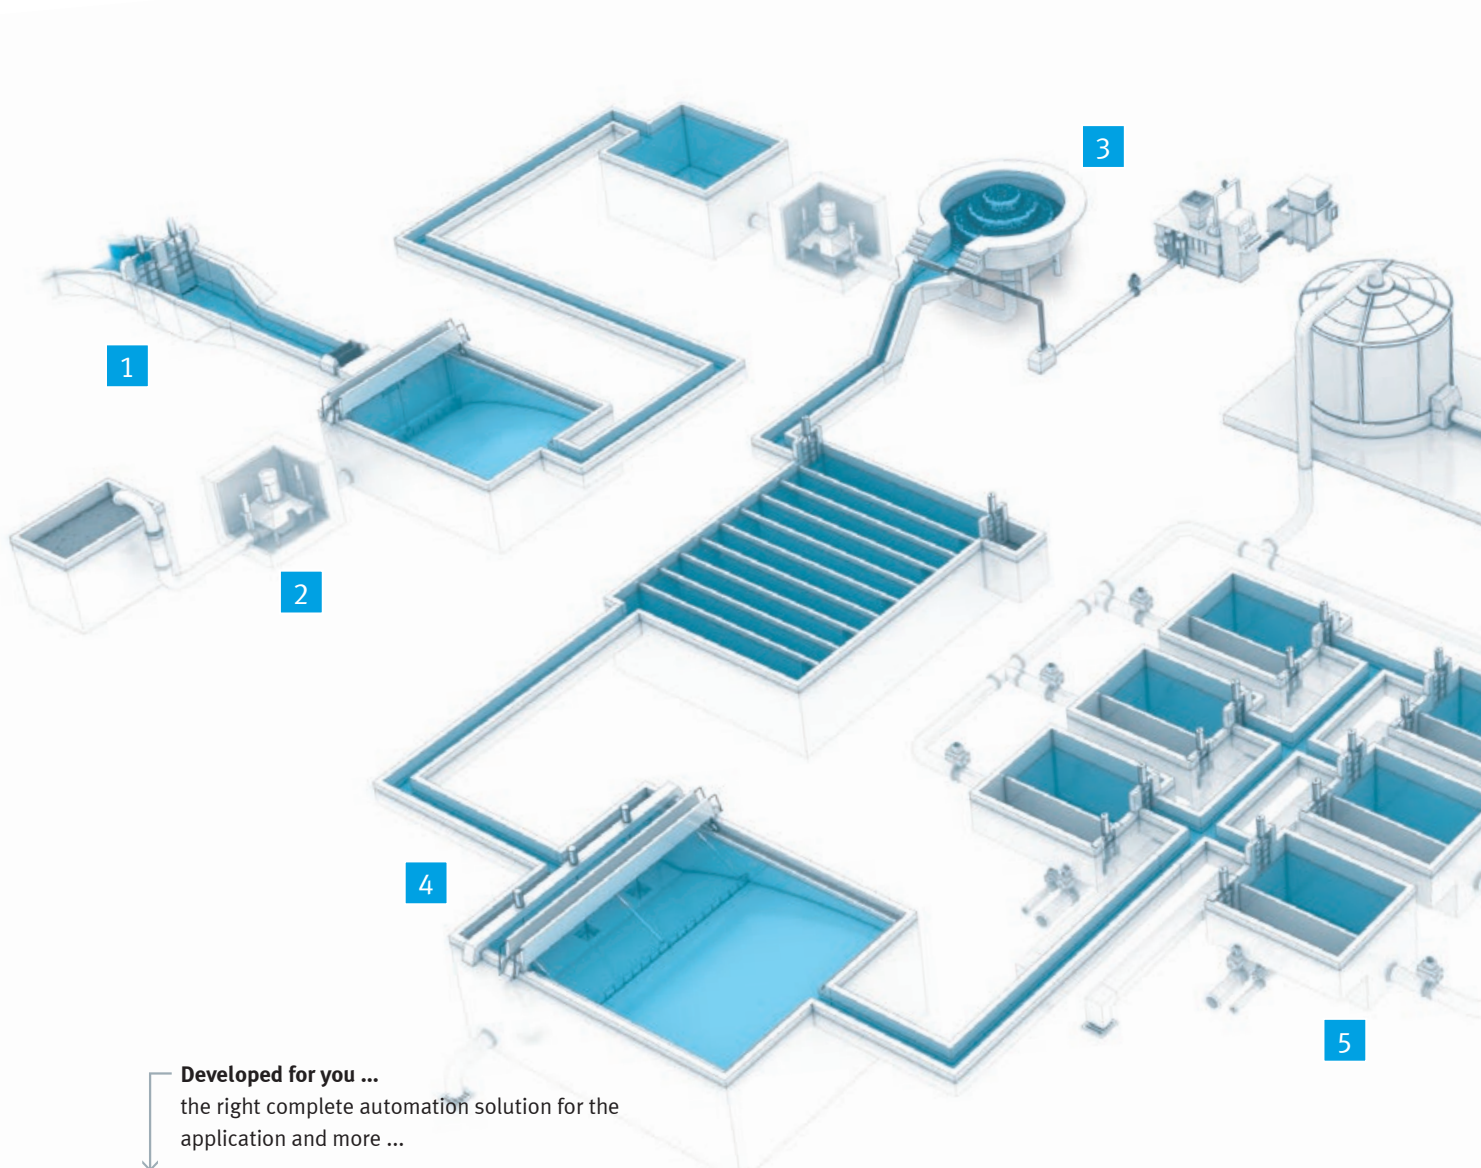 3
1
2
4
5
Developed for you ...
the right complete automation solution for the
application and more ...